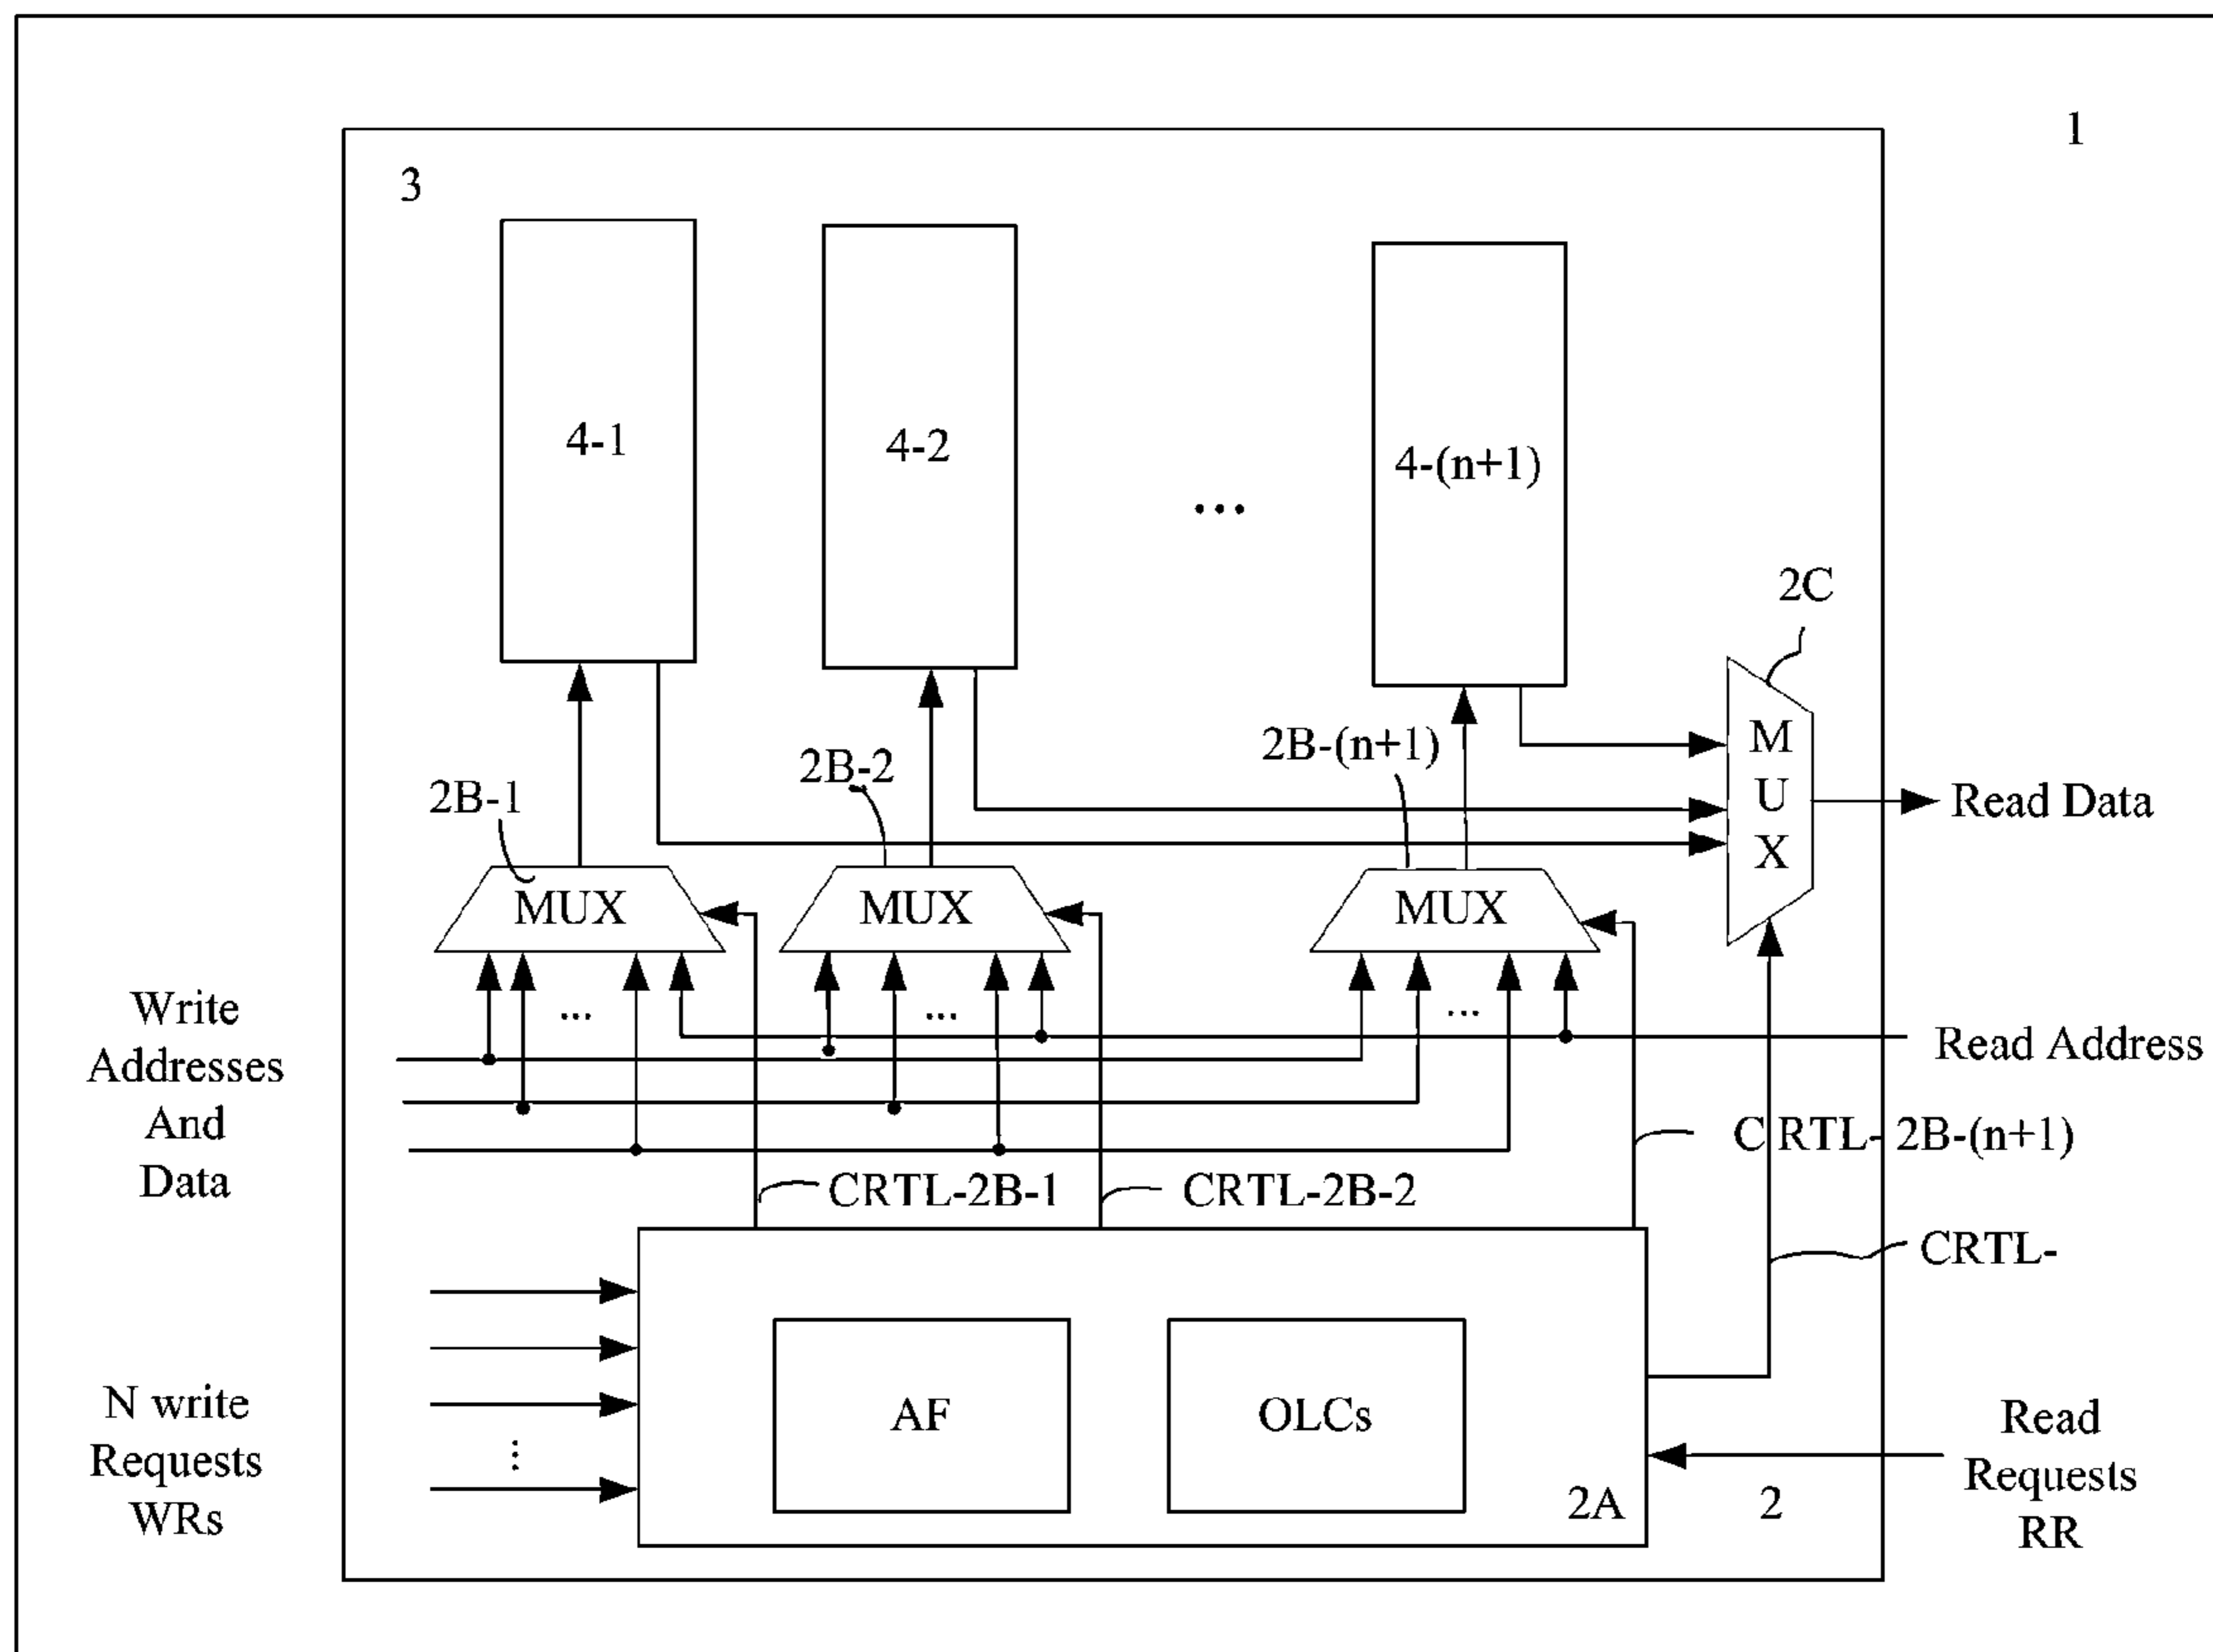 1
3
4-1
4-2
4-(n+1)
...
2C
2B-1
2B-2
2B-(n+1)
MUX
MUX
MUX
M
U
X
Read Data
...
...
...
Write
Addresses
And
Data
Read Address
CRTL-2B-1
CRTL-2B-2
CRTL-2B-(n+1)
CRTL-
N write
Requests
WRs
...
AF
OLCs
2A
2
Read
Requests
RR